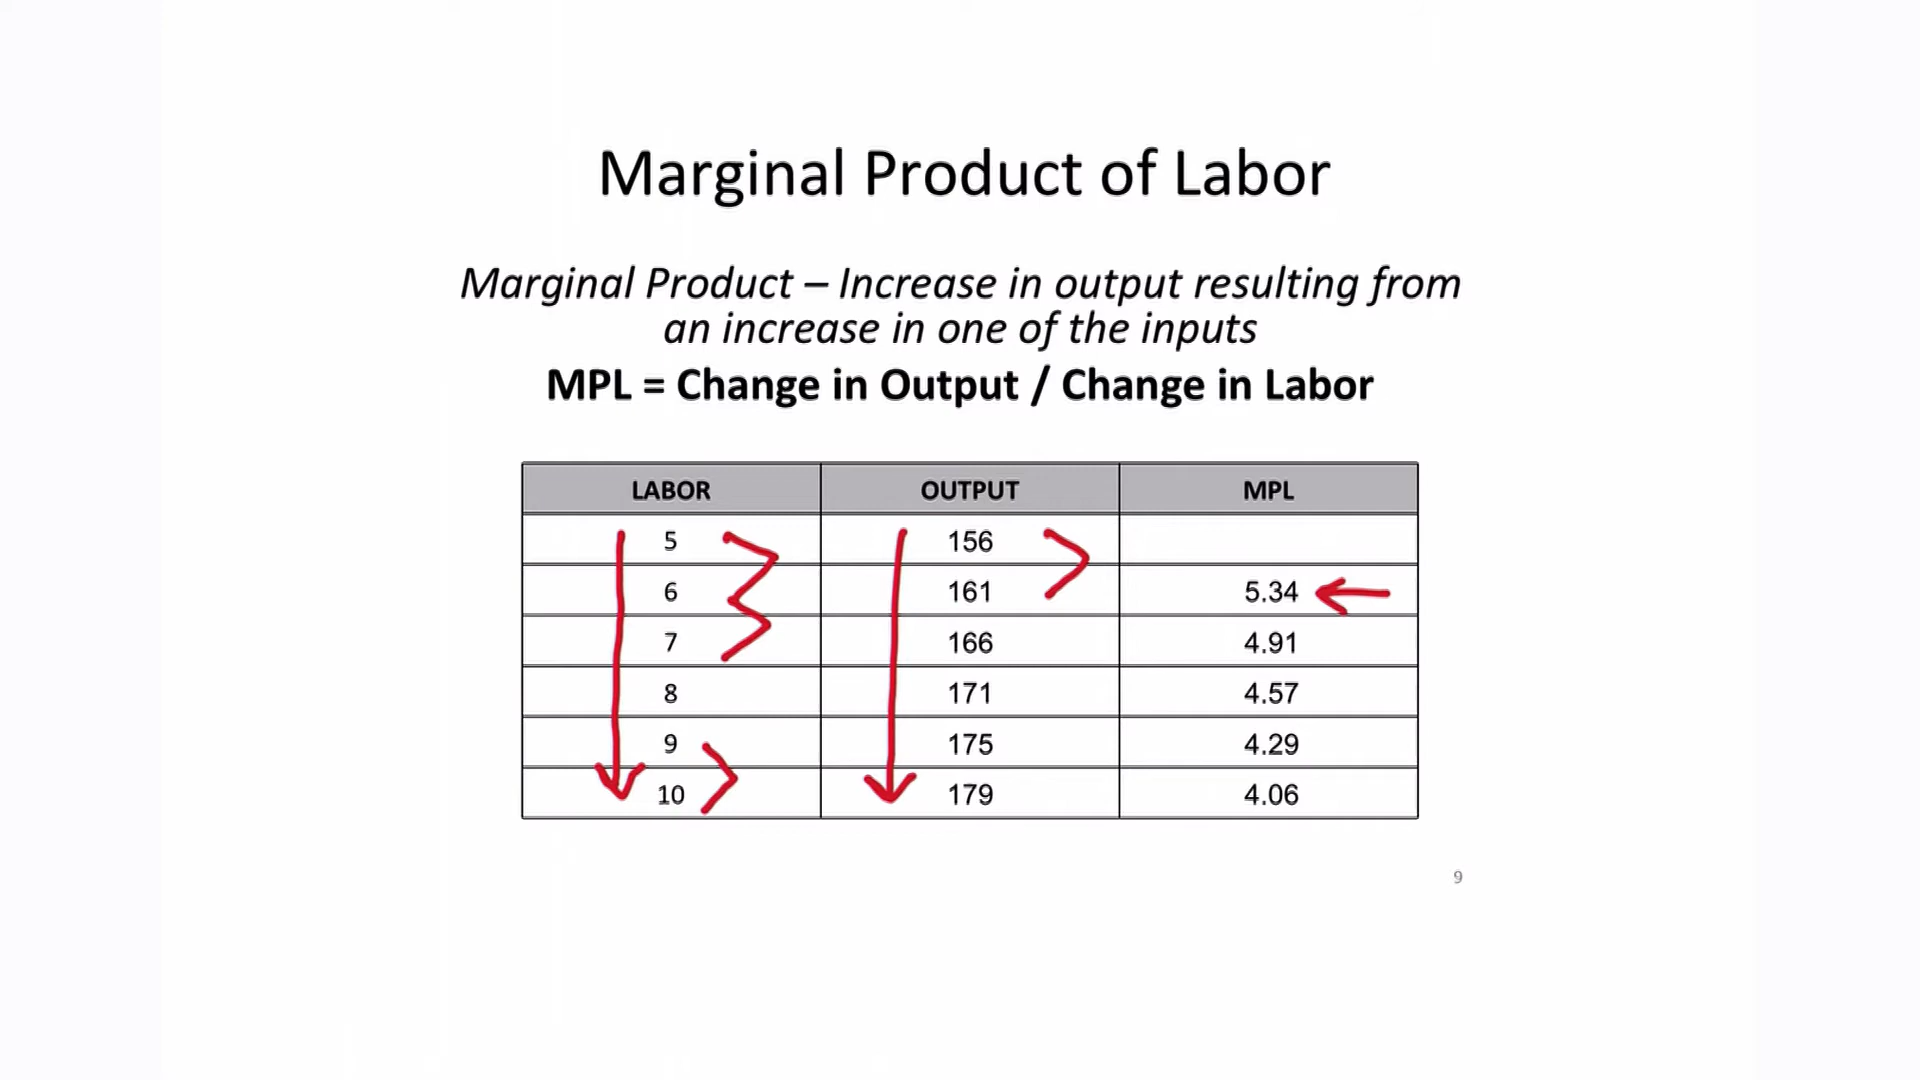 Marginal Product of Labor
Marginal Product – Increase in output resulting from
an increase in one of the inputs
MPL = Change in Output / Change in Labor
LABOR OUTPUT MPL
5 156
6 161 5.34
7 166 4.91
8 171 4.57
9 175 4.29
10 179 4.06
9